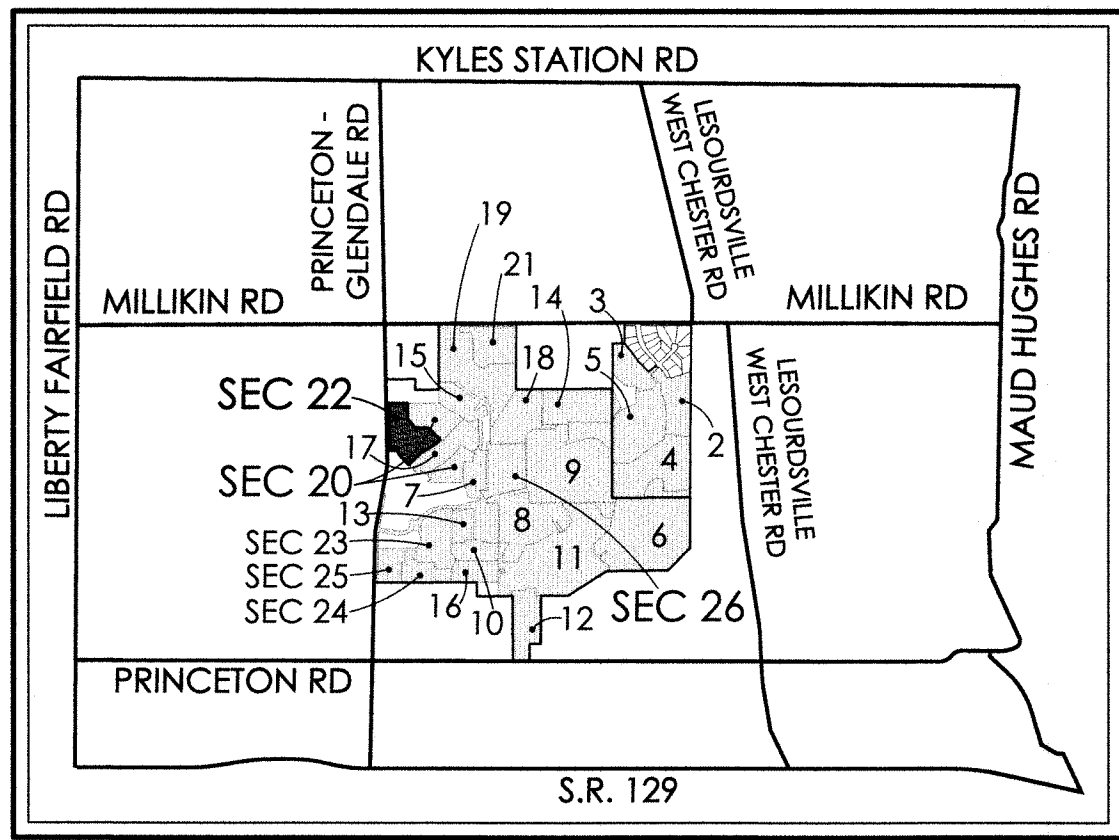 KYLES STATION RD
PRINCETON -
GLENDALE RD
LESOURDSVILLE
WEST CHESTER RD
LIBERTY FAIRFIELD RD
MAUD HUGHES RD
MILLIKIN RD
MILLIKIN RD
19
21
14
3
15
18
5
2
SEC 22
17
SEC 20
9
4
7
LESOURDSVILLE
WEST CHESTER RD
13
8
6
SEC 23
11
SEC 25
SEC 24
16
10
12
SEC 26
PRINCETON RD
S.R. 129